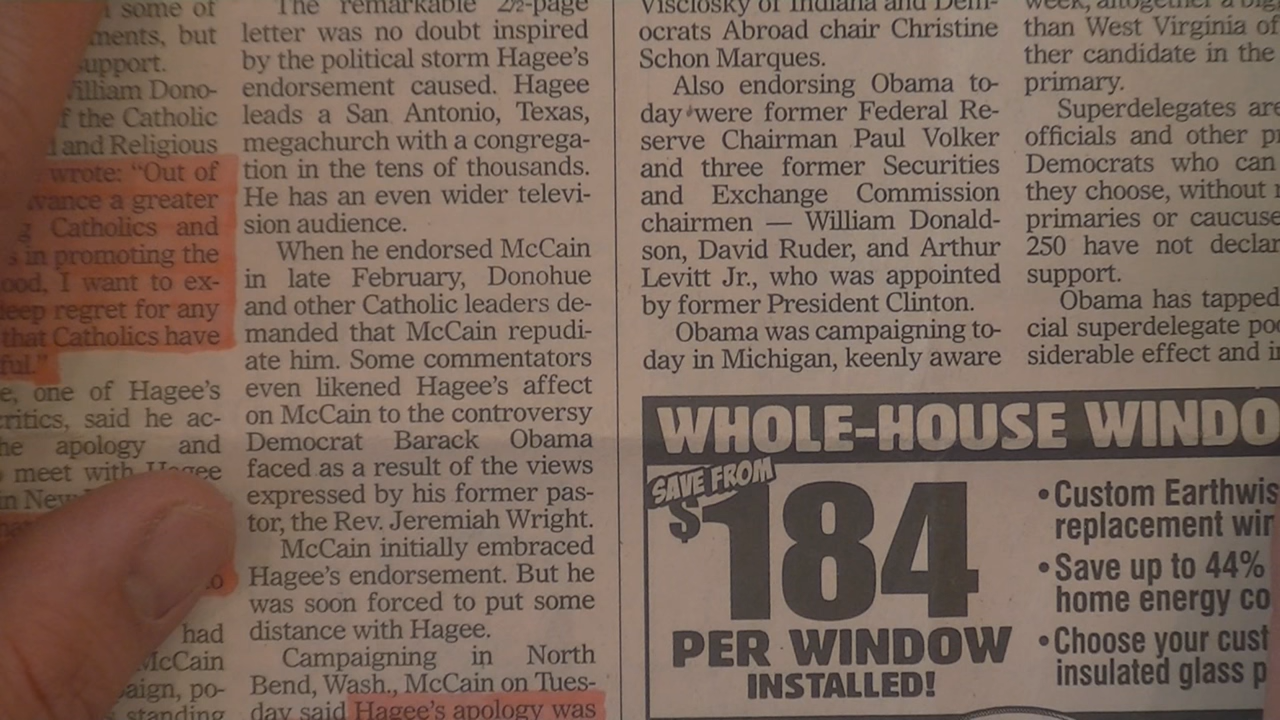 some of
ments, but
support.
William Dono-
f the Catholic
and Religious
wrote: "Out of
a greater
Catholics and
in promoting the
ood, I want to ex-
deep regret for any
that Catholics have
ful."
e, one of Hagee's
critics, said he ac-
he apology and
meet with Hagee
in New
had
McCain
aign, po-
standing
The remarkable 2½-page
letter was no doubt inspired
by the political storm Hagee's
endorsement caused. Hagee
leads a San Antonio, Texas,
megachurch with a congrega-
tion in the tens of thousands.
He has an even wider televi-
sion audience.
When he endorsed McCain
in late February, Donohue
and other Catholic leaders de-
manded that McCain repudi-
ate him. Some commentators
even likened Hagee's affect
on McCain to the controversy
Democrat Barack Obama
faced as a result of the views
expressed by his former pas-
tor, the Rev. Jeremiah Wright.
McCain initially embraced
Hagee's endorsement. But he
was soon forced to put some
distance with Hagee.
Campaigning in North
Bend, Wash., McCain on Tues-
day said Hagee's apology was
Visclosky of Indiana and Dem-
ocrats Abroad chair Christine
Schon Marques.
Also endorsing Obama to-
day were former Federal Re-
serve Chairman Paul Volker
and three former Securities
and Exchange Commission
chairmen — William Donald-
son, David Ruder, and Arthur
Levitt Jr., who was appointed
by former President Clinton.
Obama was campaigning to-
day in Michigan, keenly aware
week, altogether a big
than West Virginia of
ther candidate in the
primary.
Superdelegates are
officials and other p
Democrats who can
they choose, without
primaries or caucuse
250 have not declar
support.
Obama has tapped
cial superdelegate po
siderable effect and i
WHOLE-HOUSE WINDO
SAVE FROM
$184
PER WINDOW
INSTALLED!
• Custom Earthwis
replacement wi
• Save up to 44%
home energy co
• Choose your cust
insulated glass p